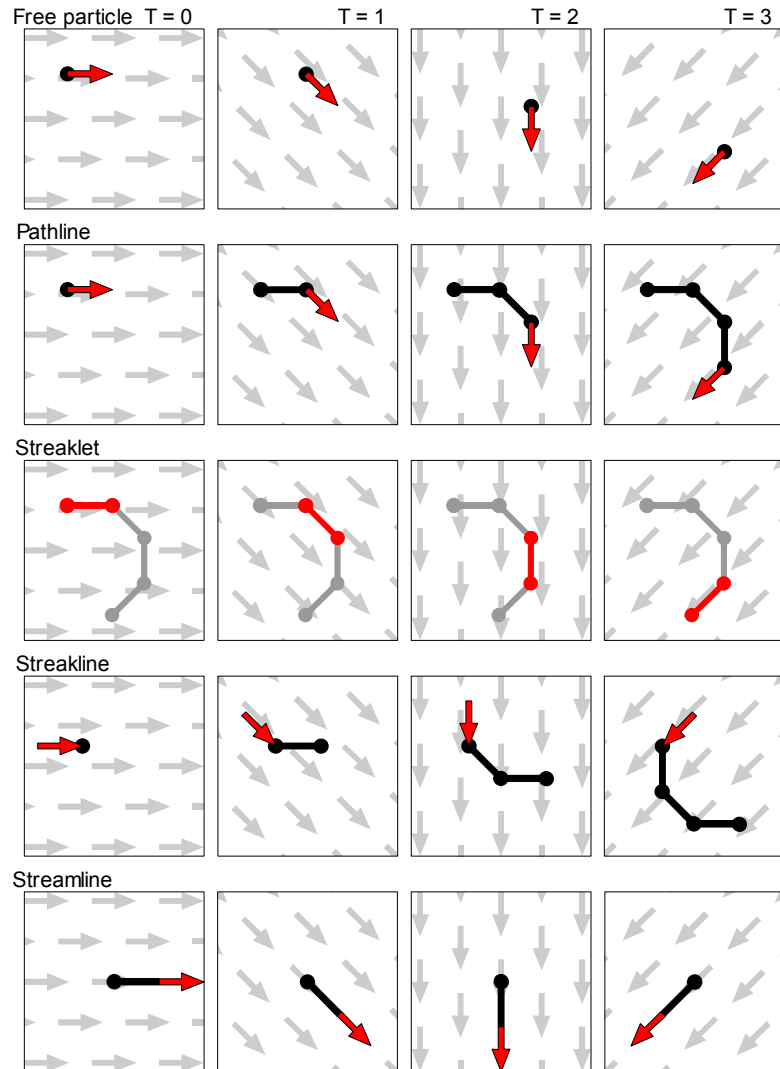 Free particle T = 0 T = 1 T = 2 T = 3
Pathline
Streaklet
Streakline
Streamline